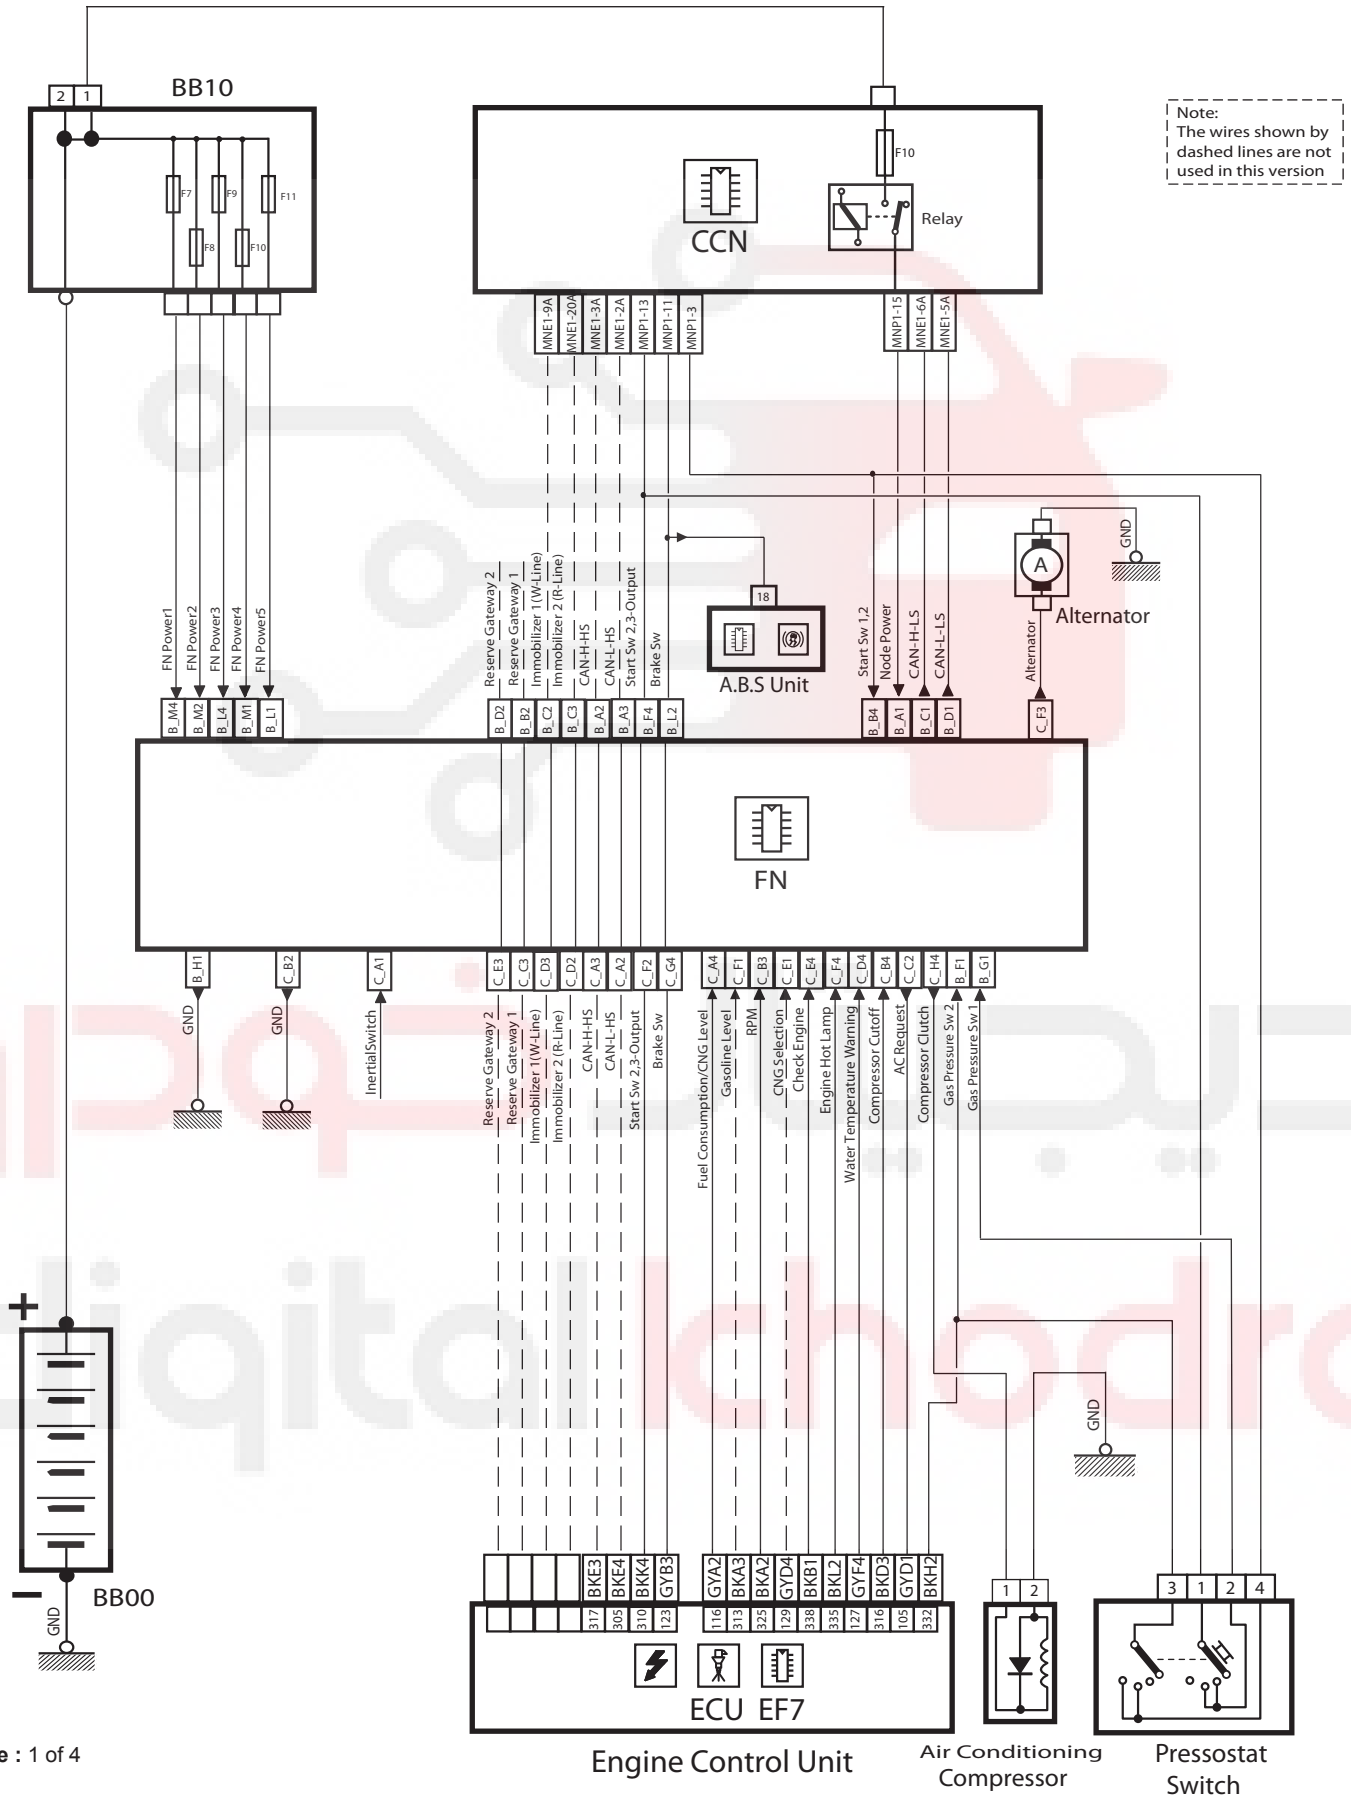 BB10
2 1
F7
F8
F9
F10
F11
CCN
F10
Relay
Note:
The wires shown by
dashed lines are not
used in this version
MNE1-9A
MNE1-20A
MNE1-3A
MNE1-2A
MNP1-13
MNP1-11
MNP1-3
MNP1-15
MNE1-6A
MNE1-5A
FN Power1
FN Power2
FN Power3
FN Power4
FN Power5
Reserve Gateway 2
Reserve Gateway 1
Immobilizer 1(W-Line)
Immobilizer 2 (R-Line)
CAN-H-HS
CAN-L-HS
Start Sw 2,3-Output
Brake Sw
18
A.B.S Unit
Start Sw 1,2
Node Power
CAN-H-LS
CAN-L-LS
A
GND
Alternator
Alternator
B_M4
B_M2
B_L4
B_M1
B_L1
B_D2
B_B2
B_C2
B_C3
B_A2
B_A3
B_F4
B_L2
B_B4
B_A1
B_C1
B_D1
C_F3
FN
B_H1
C_B2
C_A1
C_E3
C_C3
C_D3
C_D2
C_A3
C_A2
C_F2
C_G4
C_A4
C_F1
C_B3
C_E1
C_E4
C_F4
C_D4
C_B4
C_C2
C_H4
B_F1
B_G1
GND
GND
InertialSwitch
Reserve Gateway 2
Reserve Gateway 1
Immobilizer 1(W-Line)
Immobilizer 2 (R-Line)
CAN-H-HS
CAN-L-HS
Start Sw 2,3-Output
Brake Sw
Fuel Consumption/CNG Level
Gasoline Level
RPM
CNG Selection
Check Engine
Engine Hot Lamp
Water Temperature Warning
Compressor Cutoff
AC Request
Compressor Clutch
Gas Pressure Sw 2
Gas Pressure Sw 1
خودرو
دیجیتال
digital khodro
+
−
BB00
GND
GND
BKE3
BKE4
BKK4
GYB3
GYA2
BKA3
BKA2
GYD4
BKB1
BKL2
GYF4
BKD3
GYD1
BKH2
317
305
310
123
116
313
325
129
338
335
127
316
105
332
ECU EF7
Engine Control Unit
1 2
Air Conditioning
Compressor
3 1 2 4
Pressostat
Switch
e : 1 of 4